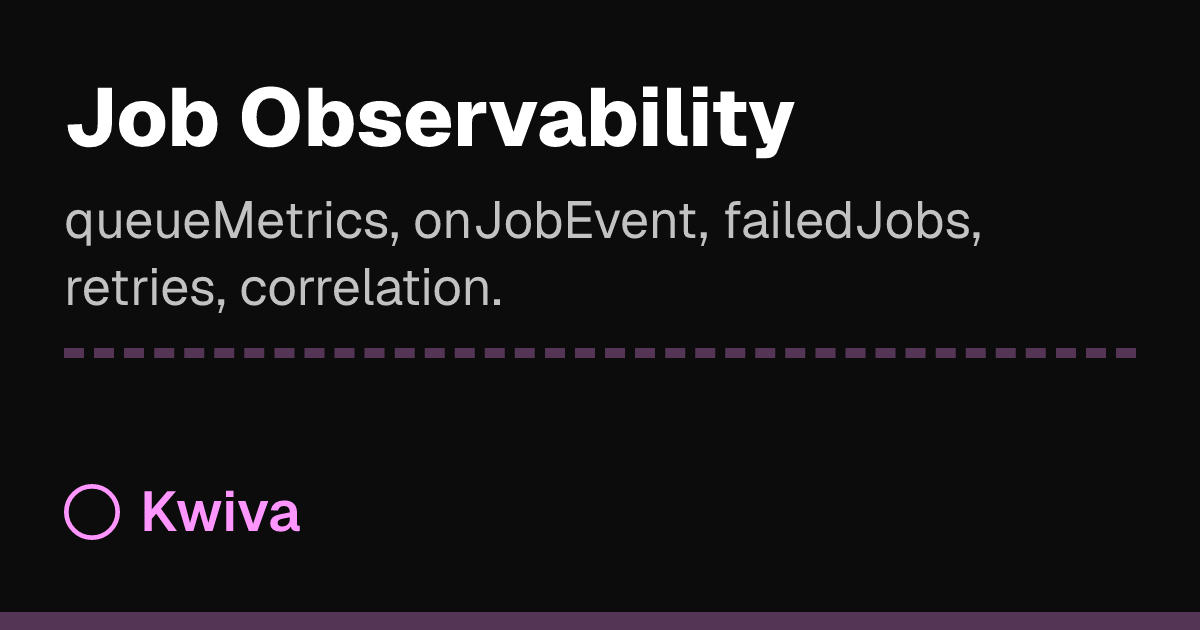 Job Observability
queueMetrics, onJobEvent, failedJobs,
retries, correlation.
Kwiva